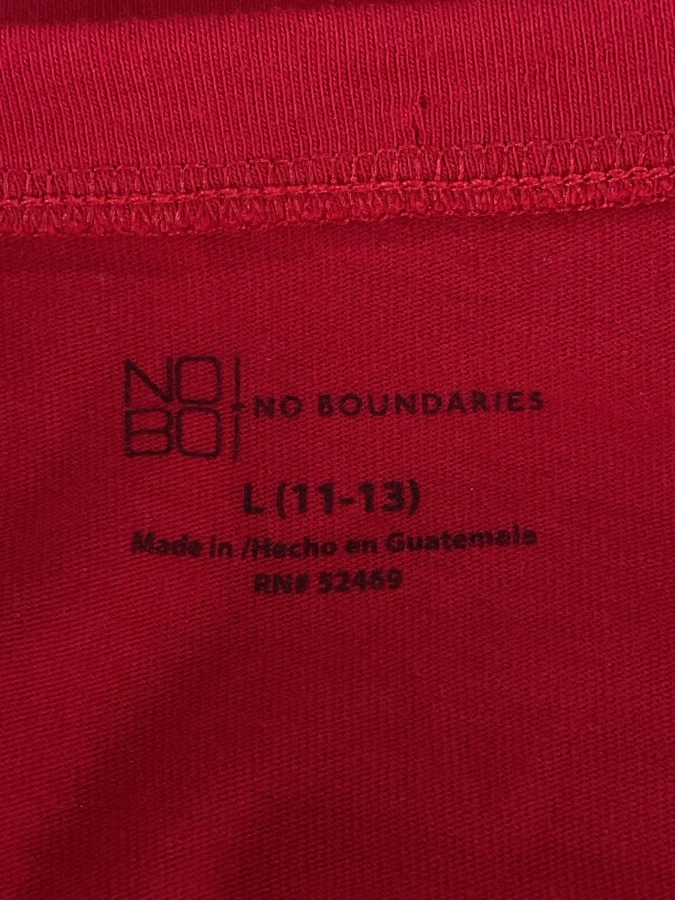 NO
BO
NO BOUNDARIES
L (11-13)
Made in /Hecho en Guatemala
RN# 52469